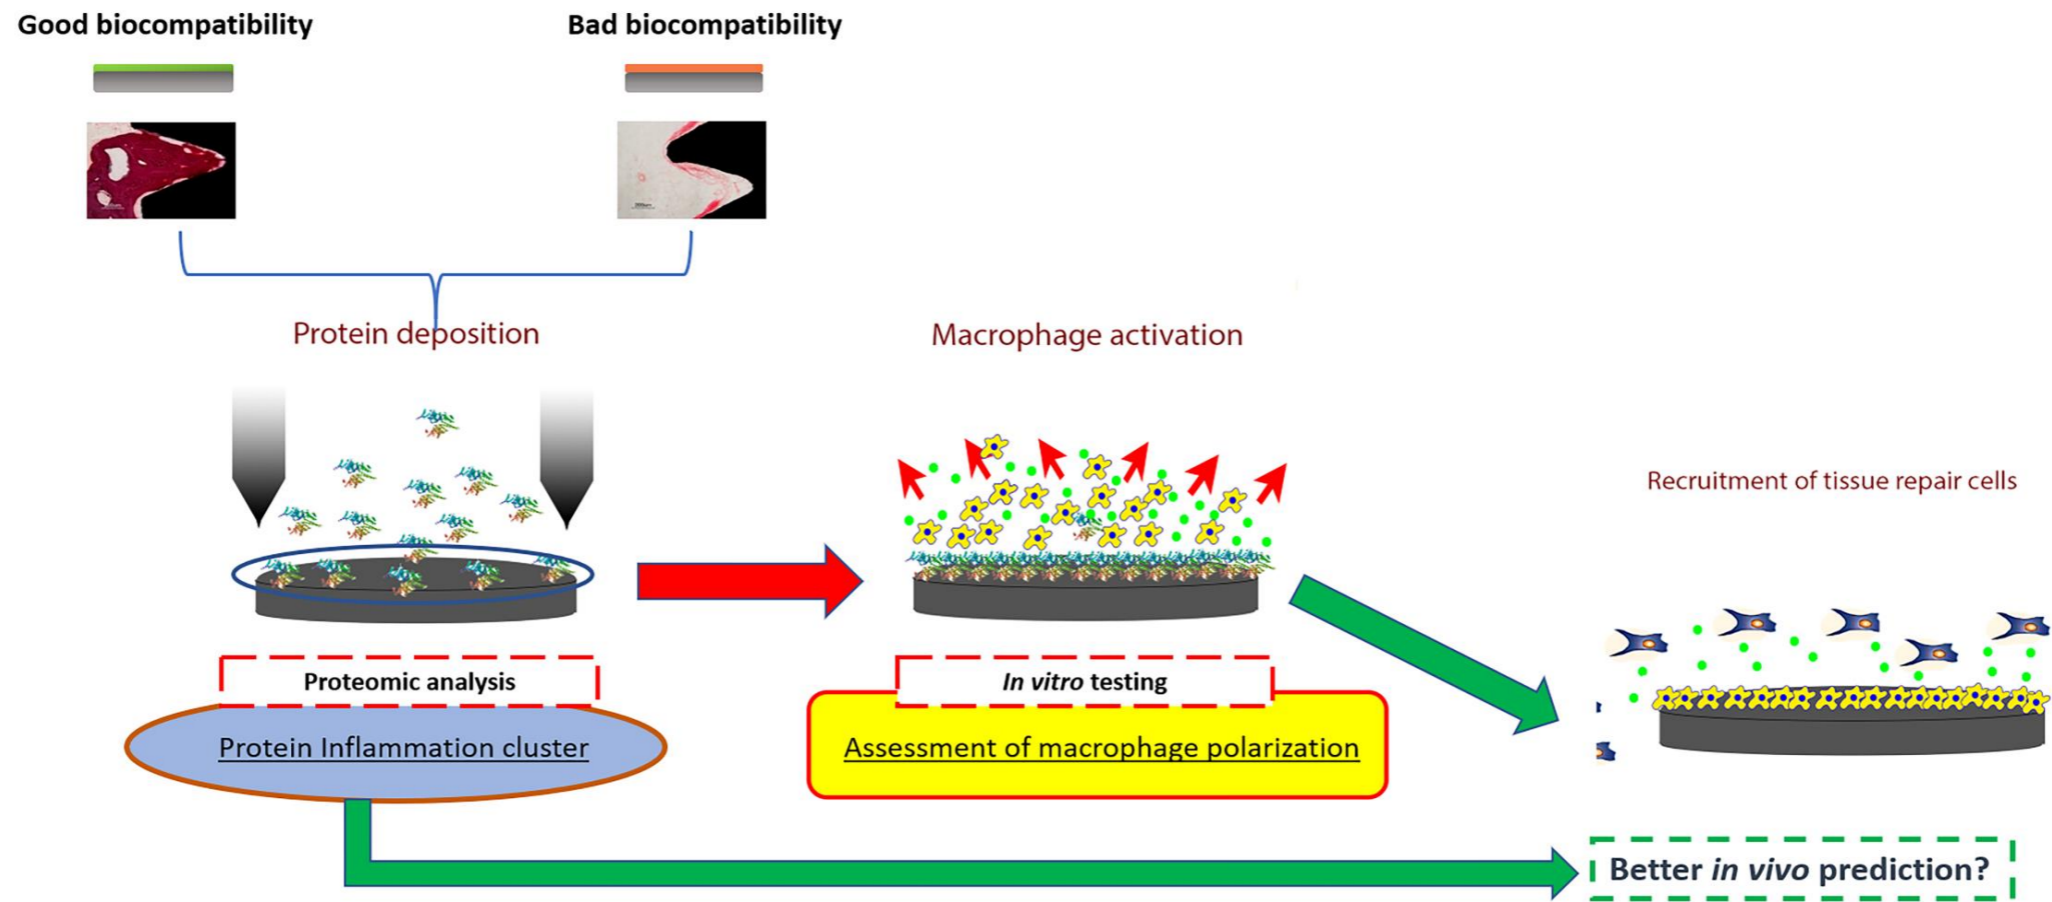 Good biocompatibility
Bad biocompatibility
Protein deposition
Macrophage activation
Recruitment of tissue repair cells
Proteomic analysis
Protein Inflammation cluster
In vitro testing
Assessment of macrophage polarization
Better in vivo prediction?